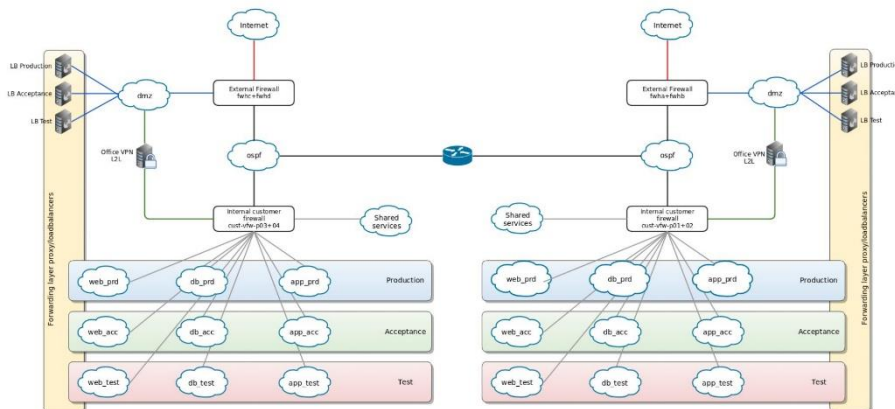 Internet
LB Production
LB Acceptance
LB Test
dmz
External Firewall
fwhc+fwhd
Office VPN
L2L
ospf
Internal customer
firewall
cust-vfw-p03+04
Shared
services
Forwarding layer proxy/loadbalancers
web_prd
db_prd
app_prd
Production
web_acc
db_acc
app_acc
Acceptance
web_test
db_test
app_test
Test
Internet
External Firewall
fwha+fwhb
dmz
LB Production
LB Acceptance
LB Test
ospf
Office VPN
L2L
Shared
services
Internal customer
firewall
cust-vfw-p01+02
Forwarding layer proxy/loadbalancers
web_prd
db_prd
app_prd
Production
web_acc
db_acc
app_acc
Acceptance
web_test
db_test
app_test
Test